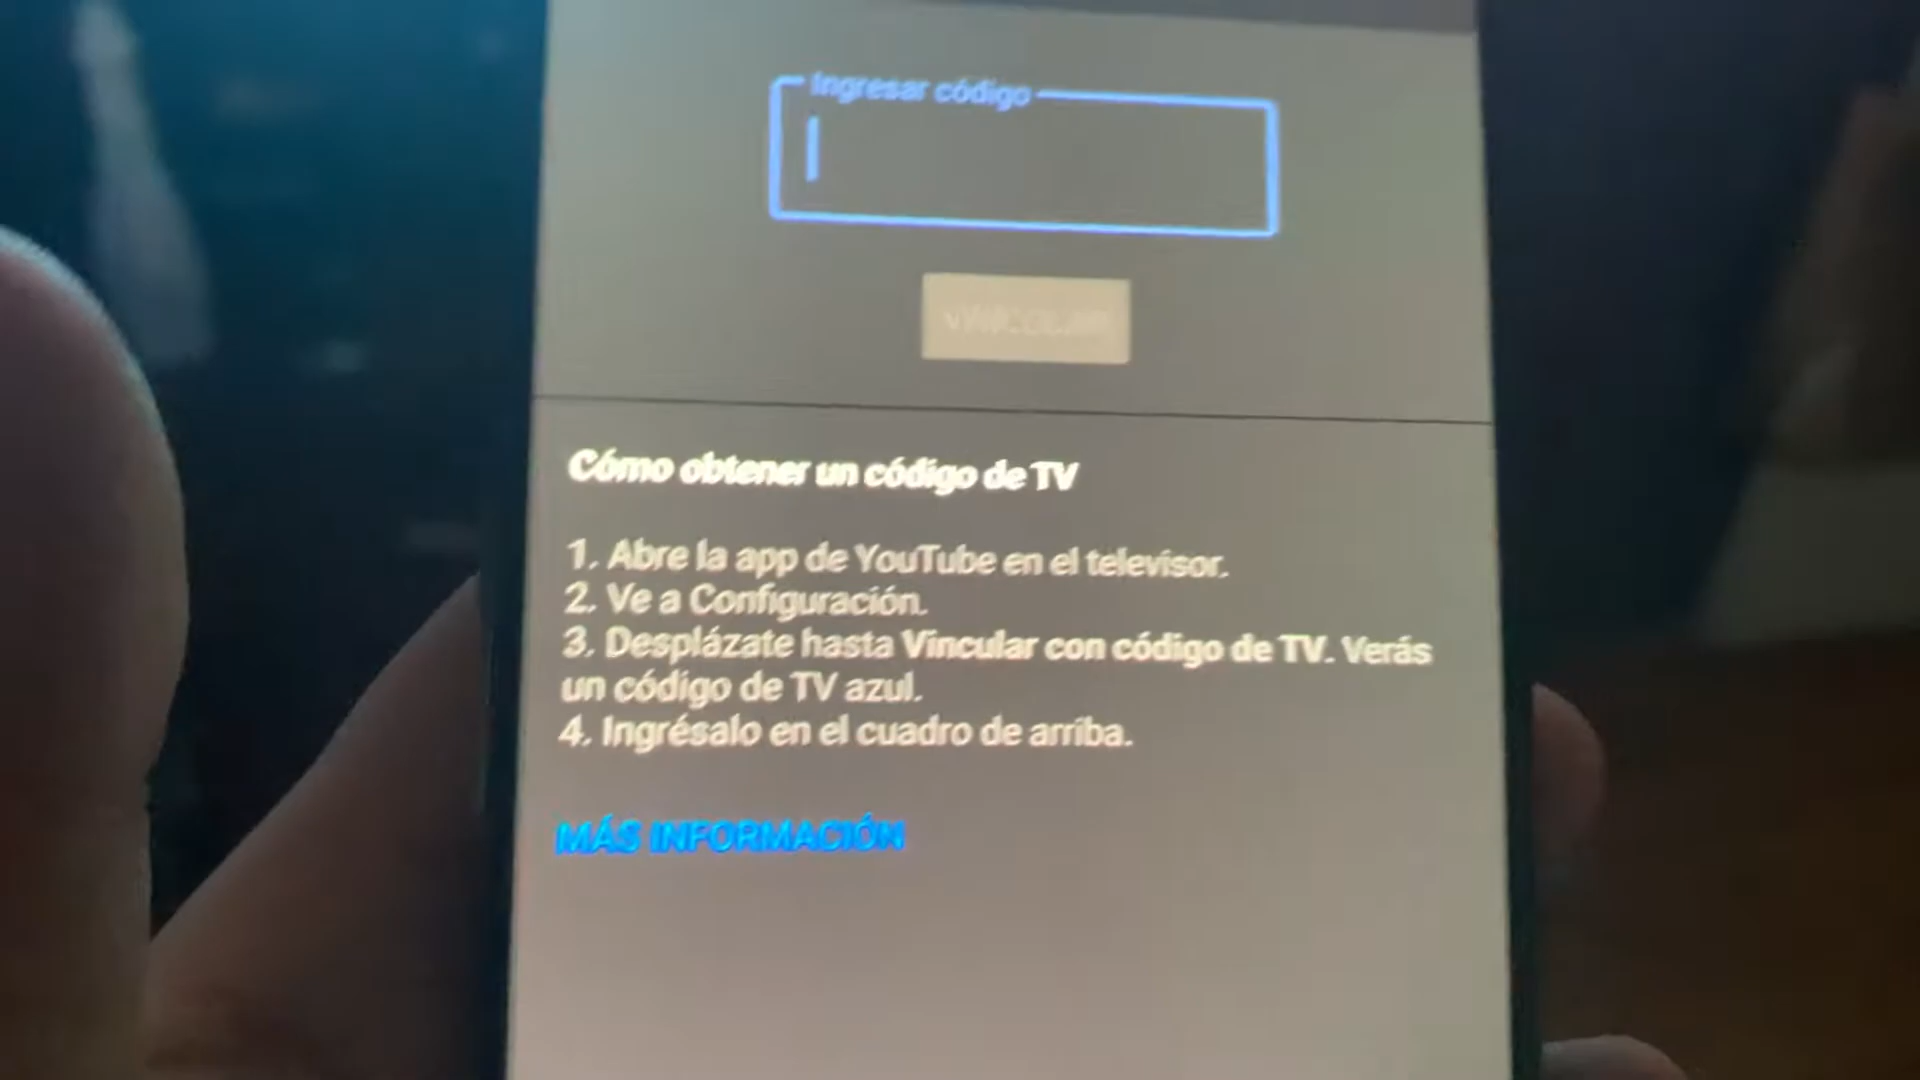 Ingresar código
VINCULAR
Cómo obtener un código de TV
1. Abre la app de YouTube en el televisor.
2. Ve a Configuración.
3. Desplázate hasta Vincular con código de TV. Verás
un código de TV azul.
4. Ingrésalo en el cuadro de arriba.
MÁS INFORMACIÓN